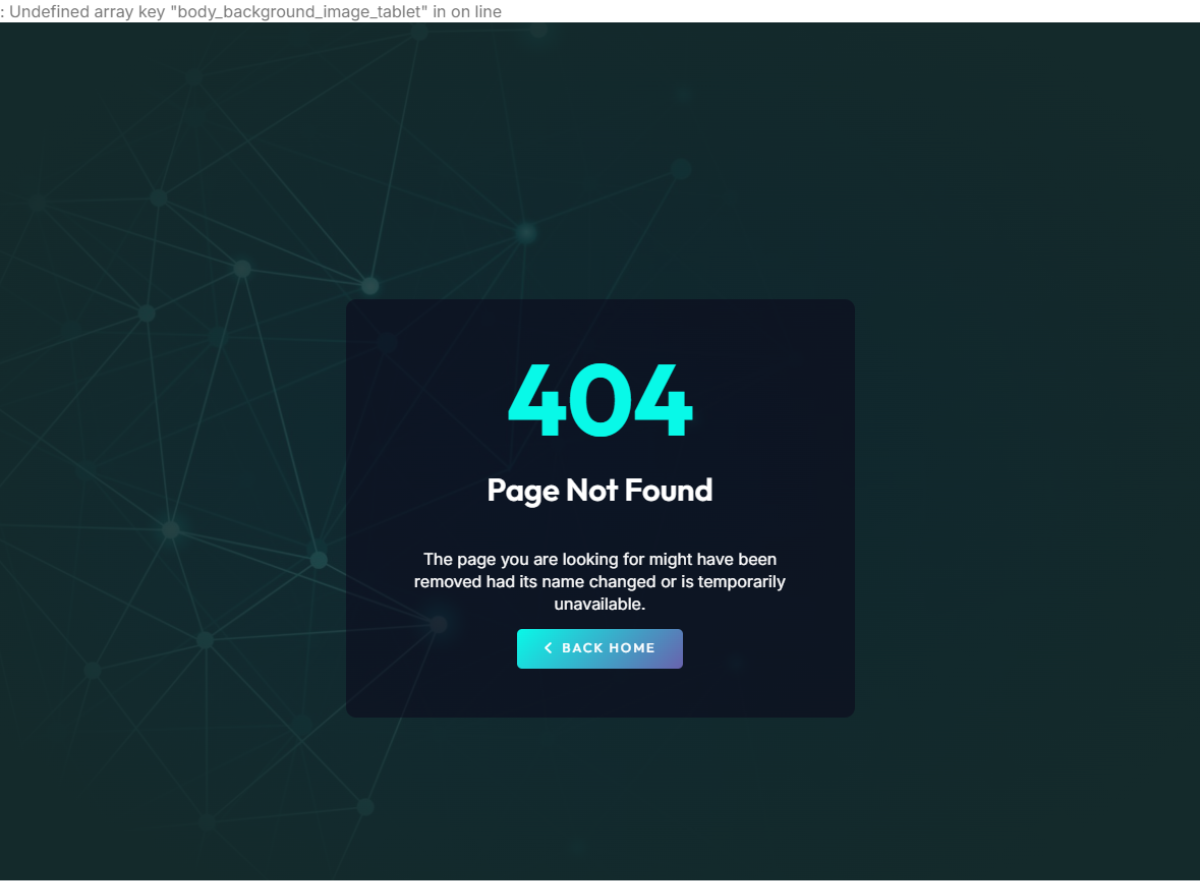 : Undefined array key "body_background_image_tablet" in on line
404
Page Not Found
The page you are looking for might have been
removed had its name changed or is temporarily
unavailable.
BACK HOME